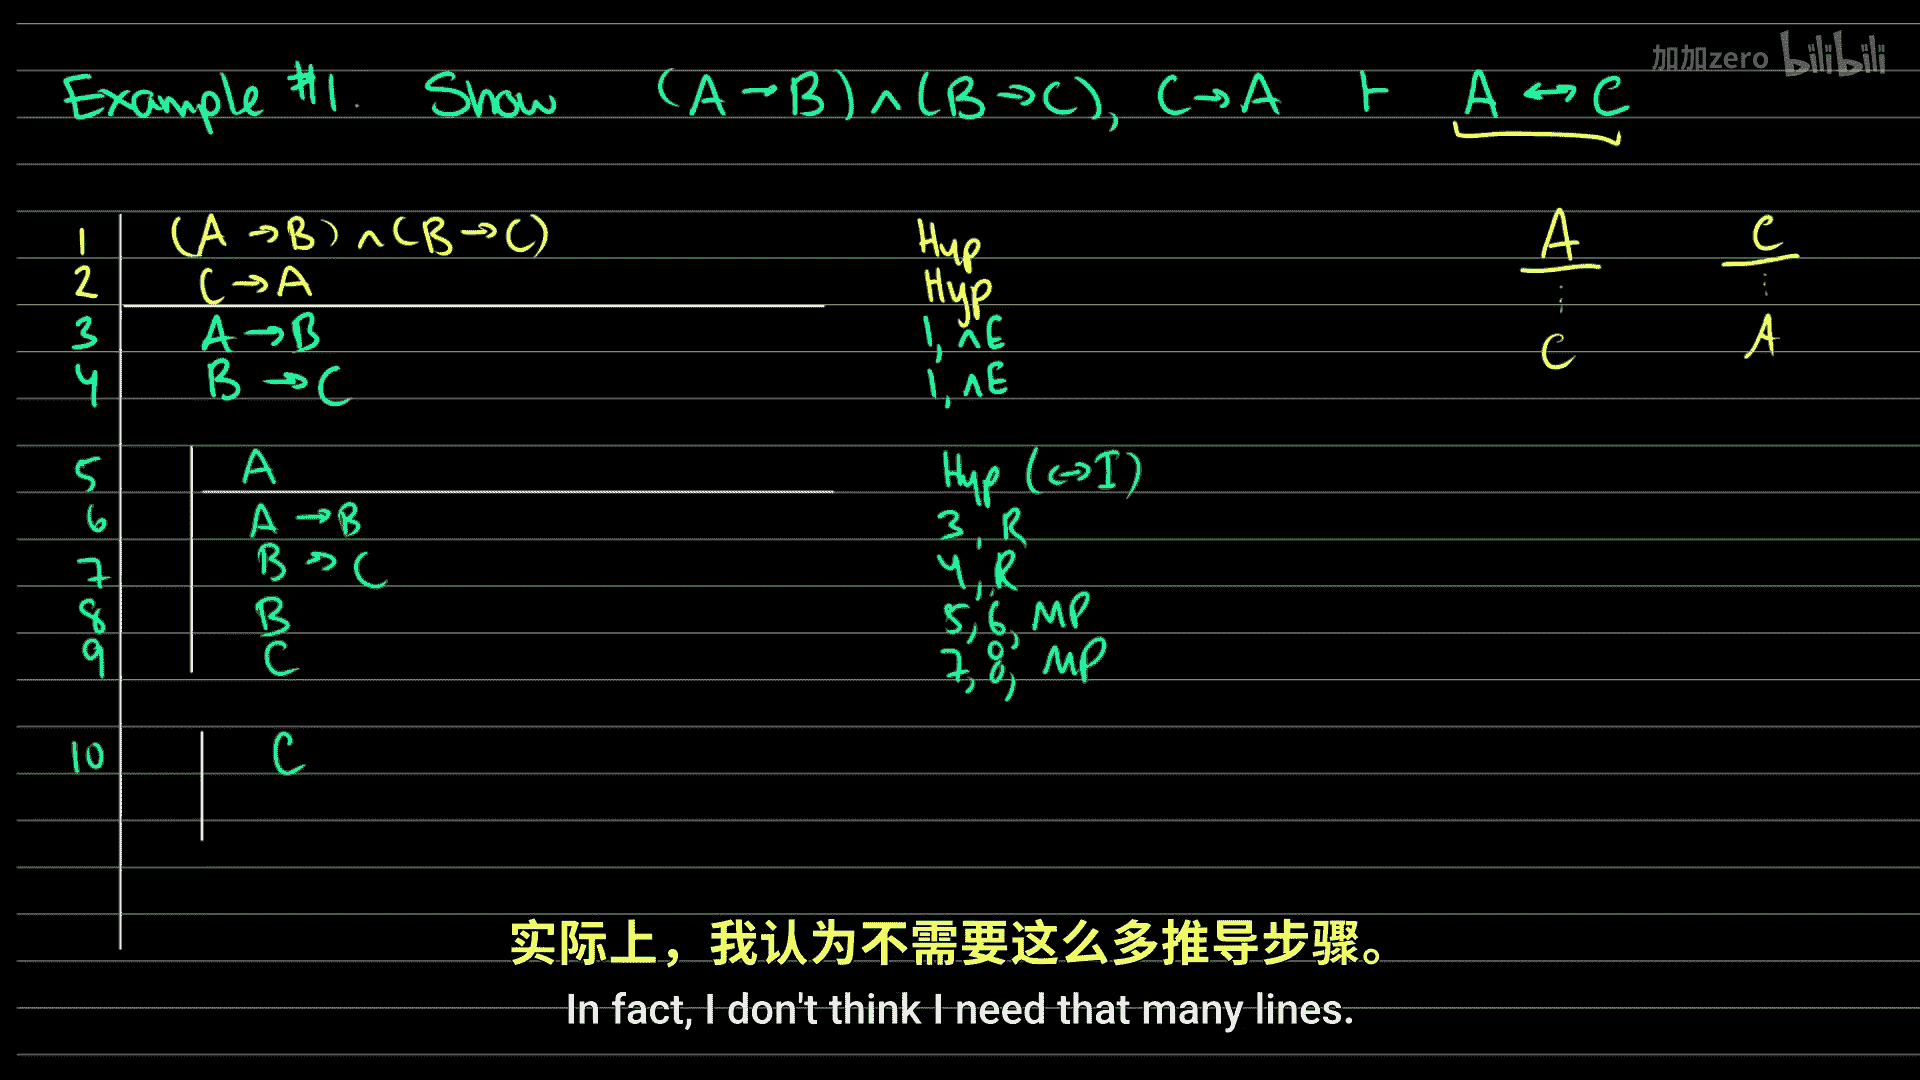 加加zero bilibili
Example #1. Show (A → B) ∧ (B → C), C → A ⊢ A ↔ C
1 (A → B) ∧ (B → C) Hyp
2 C → A Hyp
3 A → B 1, ∧E
4 B → C 1, ∧E
A C
⋮ ⋮
C A
5 A Hyp (↔I)
6 A → B 3, R
7 B → C 4, R
8 B 5, 6, MP
9 C 7, 8, MP
10 C
实际上，我认为不需要这么多推导步骤。
In fact, I don't think I need that many lines.